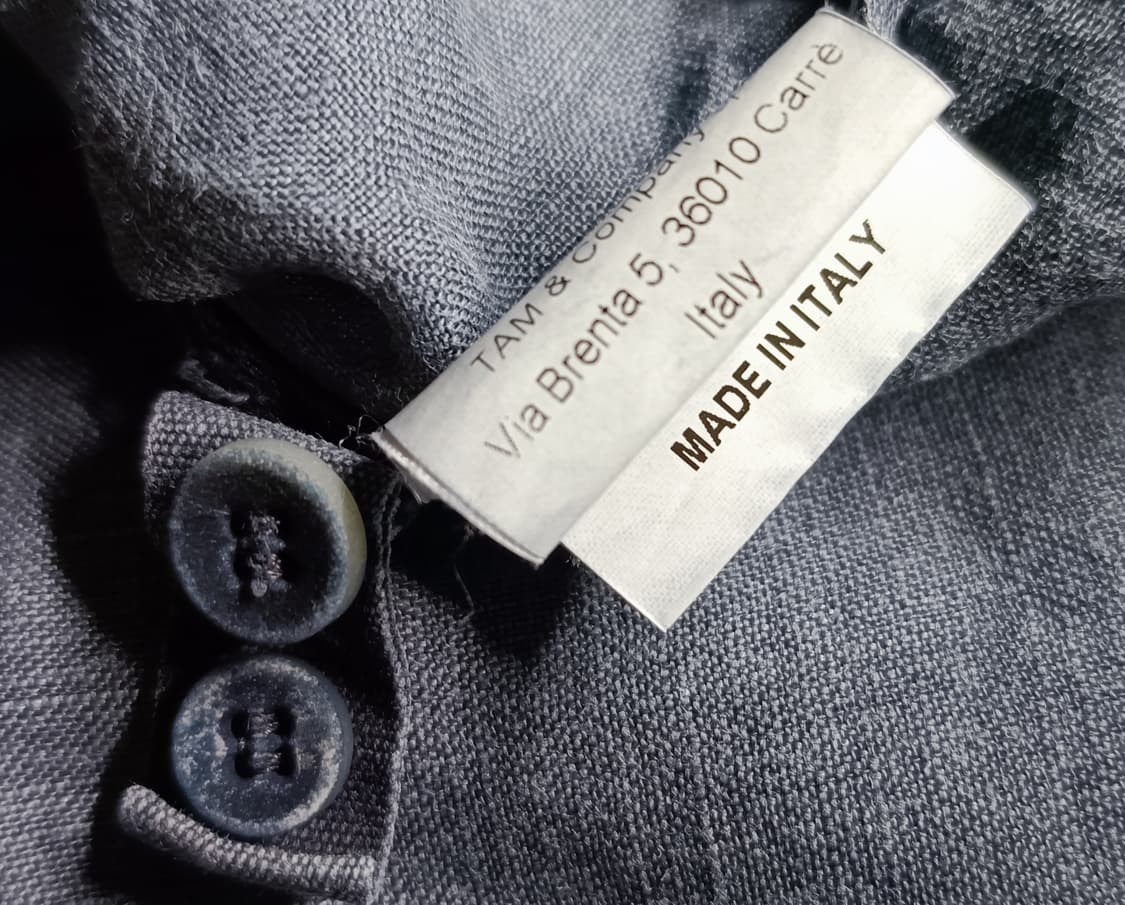 TAM & Company
Via Brenta 5, 36010 Carrè
Italy
MADE IN ITALY